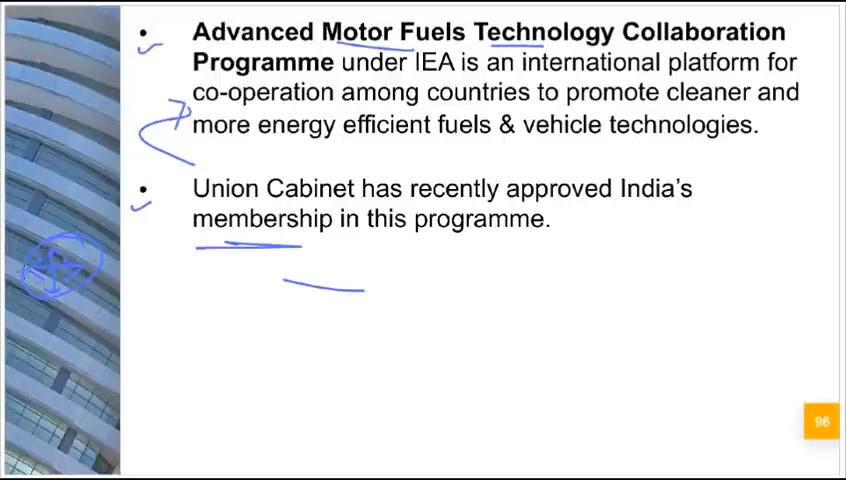 • Advanced Motor Fuels Technology Collaboration
Programme under IEA is an international platform for
co-operation among countries to promote cleaner and
more energy efficient fuels & vehicle technologies.
• Union Cabinet has recently approved India's
membership in this programme.
96